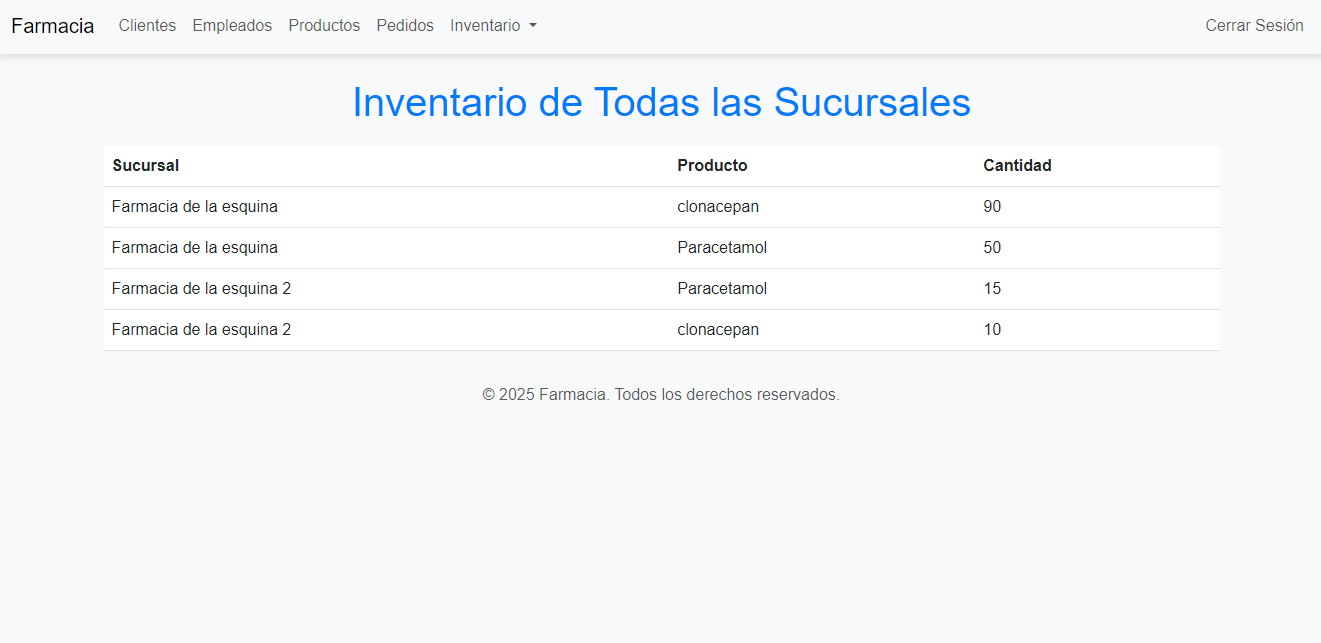 Farmacia Clientes Empleados Productos Pedidos Inventario Cerrar Sesión
Inventario de Todas las Sucursales
Sucursal Producto Cantidad
Farmacia de la esquina clonacepan 90
Farmacia de la esquina Paracetamol 50
Farmacia de la esquina 2 Paracetamol 15
Farmacia de la esquina 2 clonacepan 10
© 2025 Farmacia. Todos los derechos reservados.